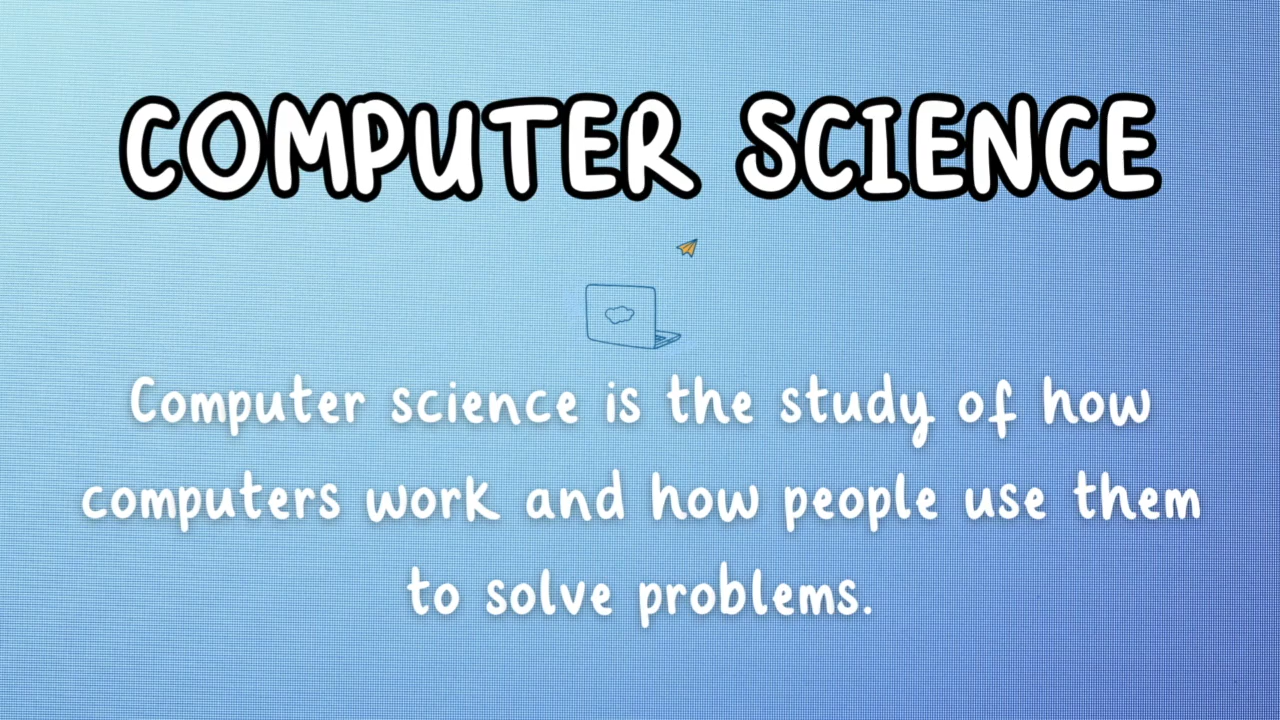 COMPUTER SCIENCE
Computer science is the study of how
computers work and how people use them
to solve problems.